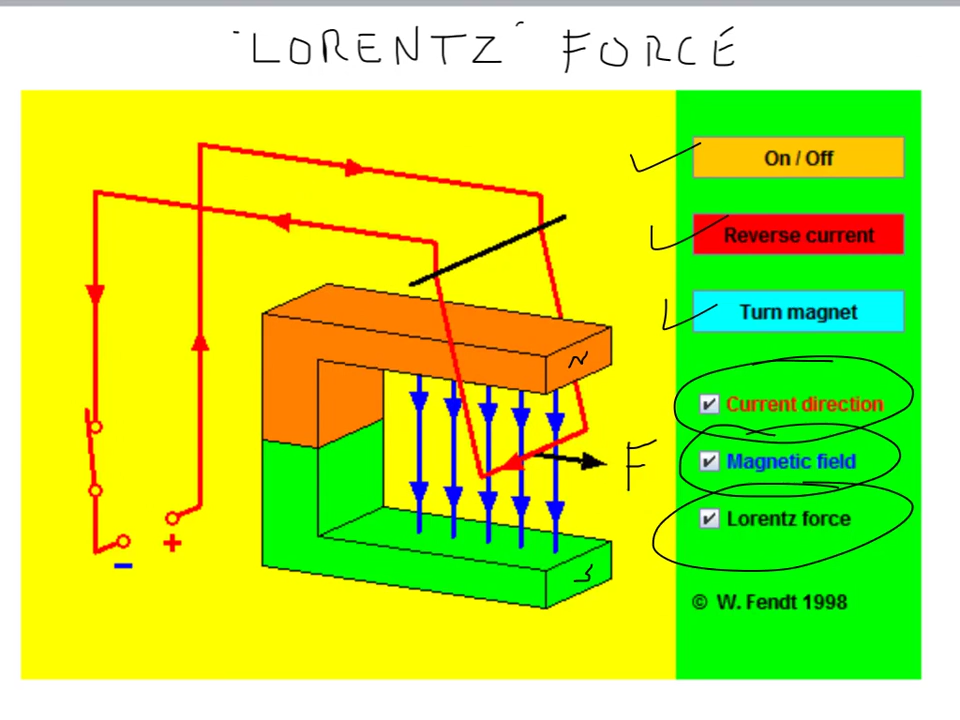 "LORENTZ" FORCE
On / Off
Reverse current
Turn magnet
N
Current direction
Magnetic field
F
Lorentz force
+
−
S
© W. Fendt 1998